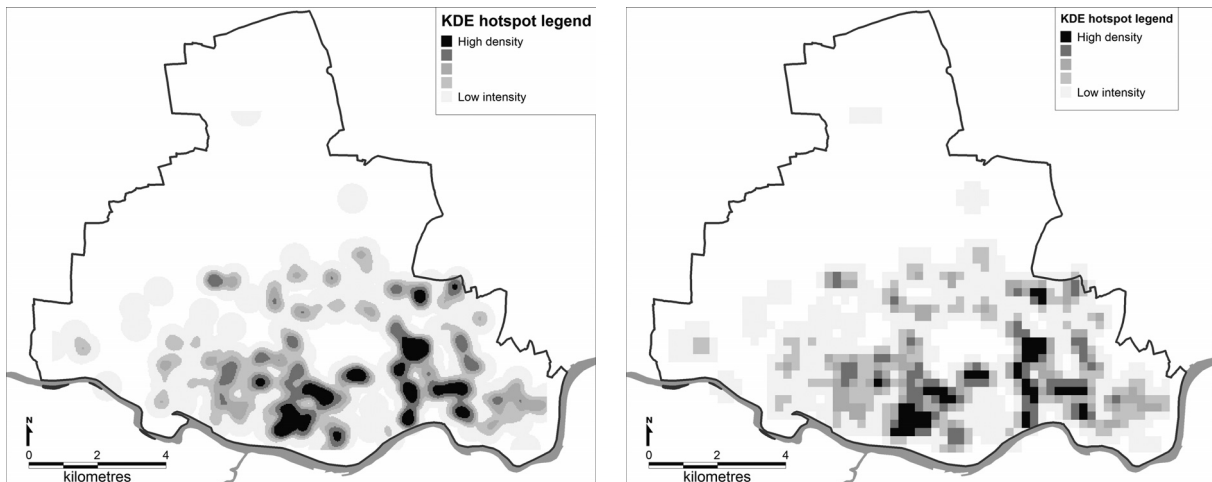 KDE hotspot legend
High density
Low intensity
N
0 2 4
kilometres
KDE hotspot legend
High density
Low intensity
N
0 2 4
kilometres